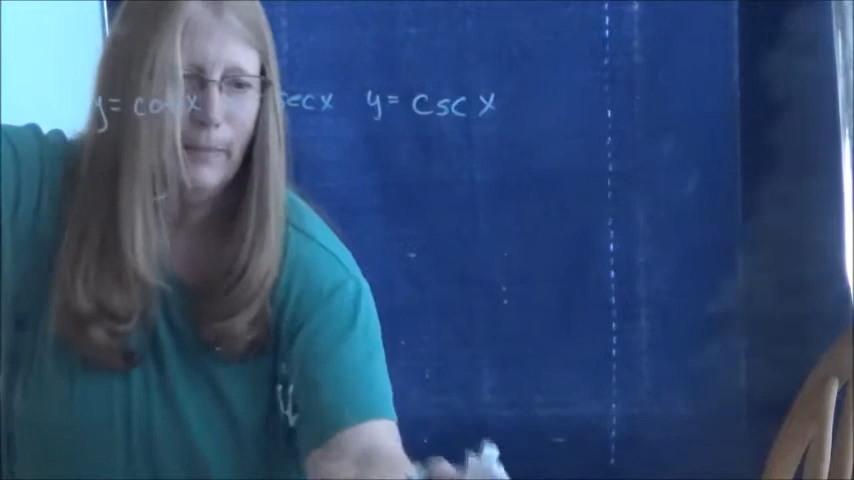 y = cos x secx y = csc x